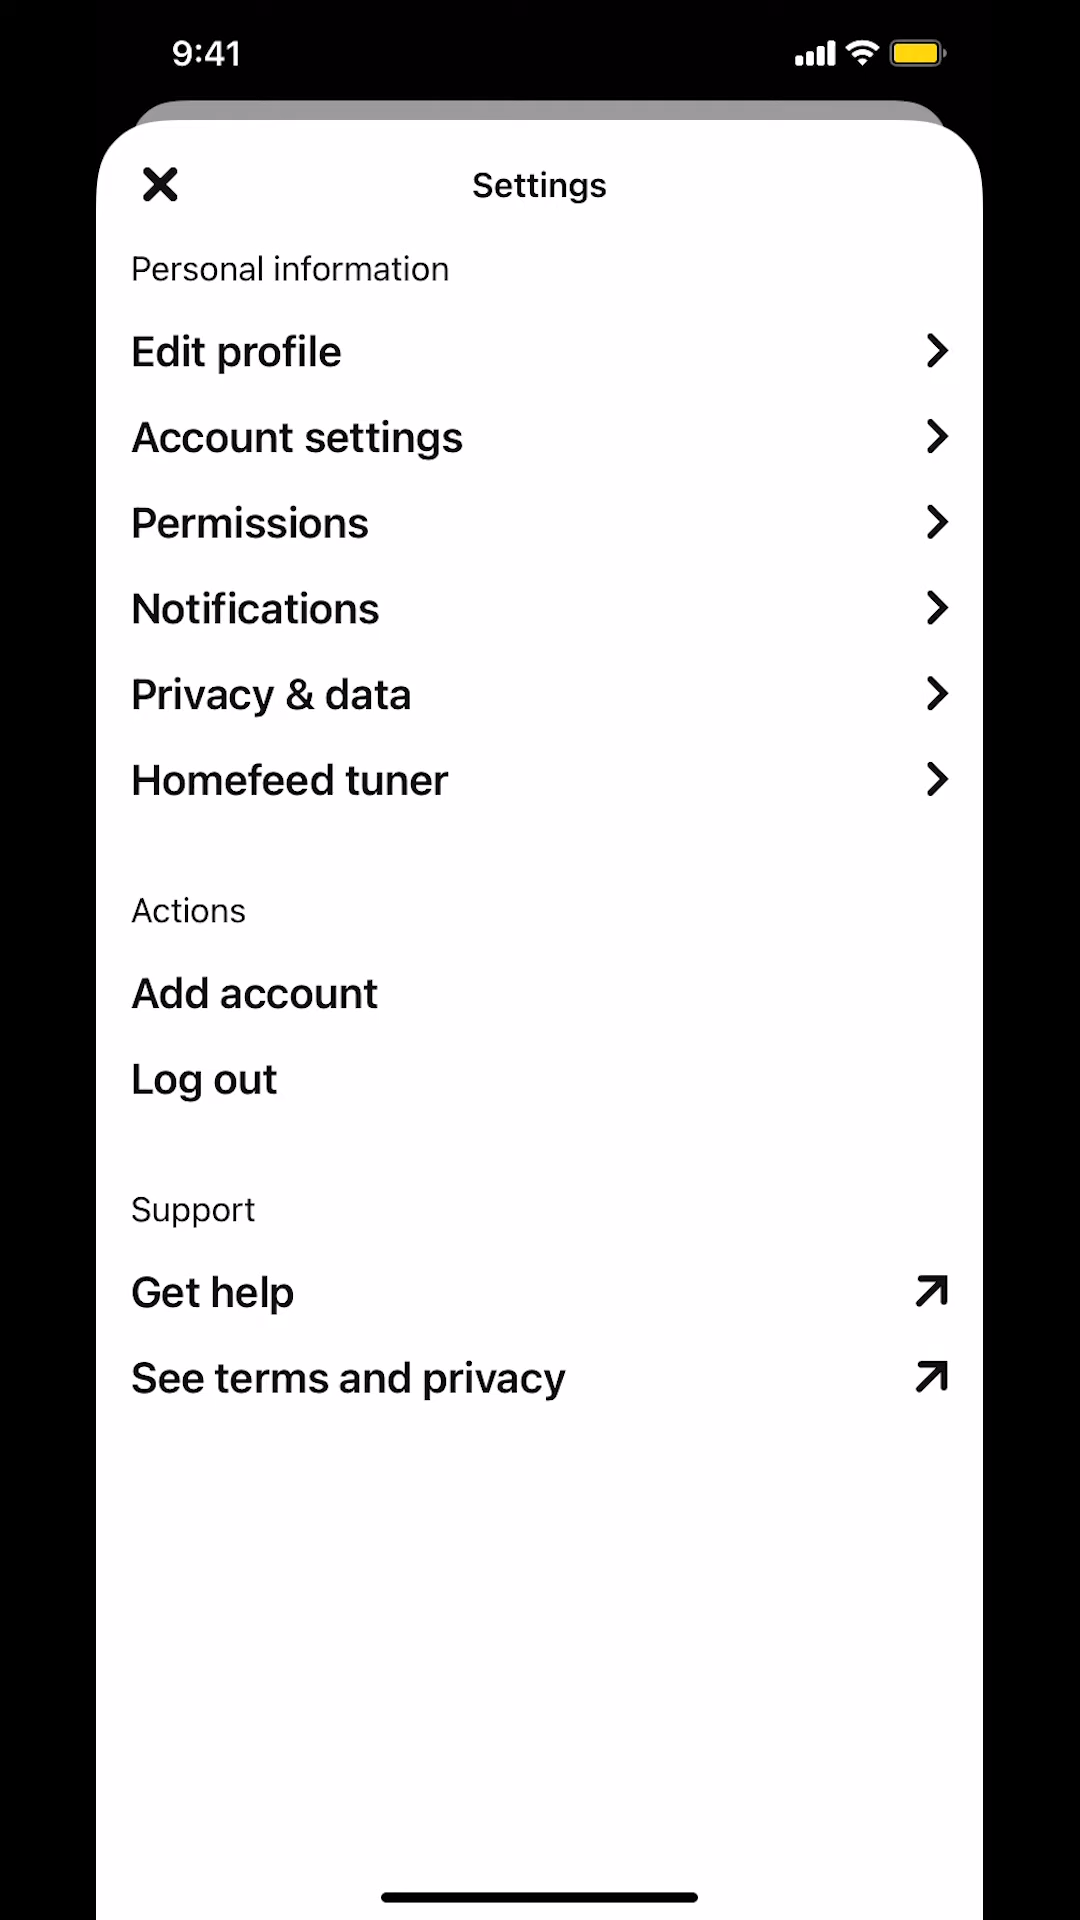 9:41
Settings
Personal information
Edit profile
Account settings
Permissions
Notifications
Privacy & data
Homefeed tuner
Actions
Add account
Log out
Support
Get help
See terms and privacy